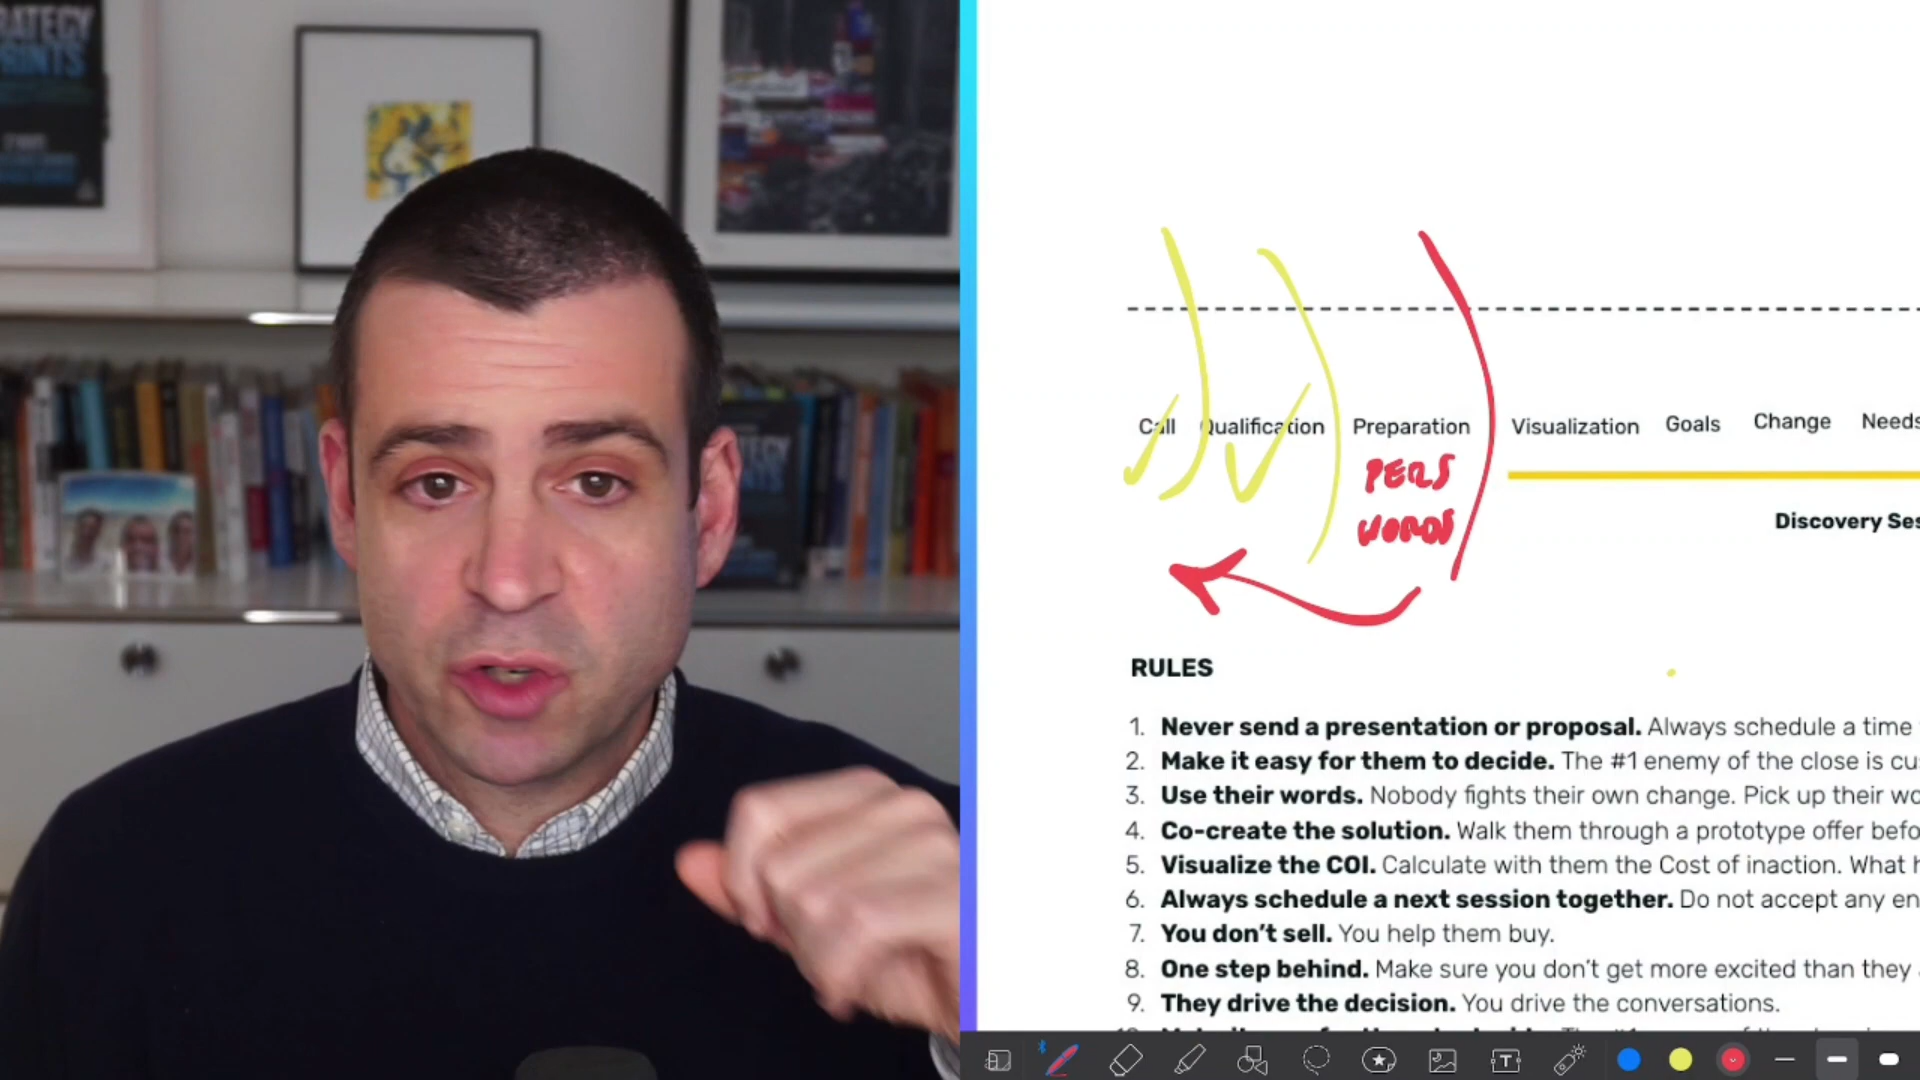 RATEGY
RINTS
Call Qualification Preparation Visualization Goals Change Needs
PERS
WORDS
Discovery Ses
RULES
1. Never send a presentation or proposal. Always schedule a time
2. Make it easy for them to decide. The #1 enemy of the close is cu
3. Use their words. Nobody fights their own change. Pick up their wo
4. Co-create the solution. Walk them through a prototype offer befo
5. Visualize the COI. Calculate with them the Cost of inaction. What h
6. Always schedule a next session together. Do not accept any en
7. You don't sell. You help them buy.
8. One step behind. Make sure you don't get more excited than they a
9. They drive the decision. You drive the conversations.